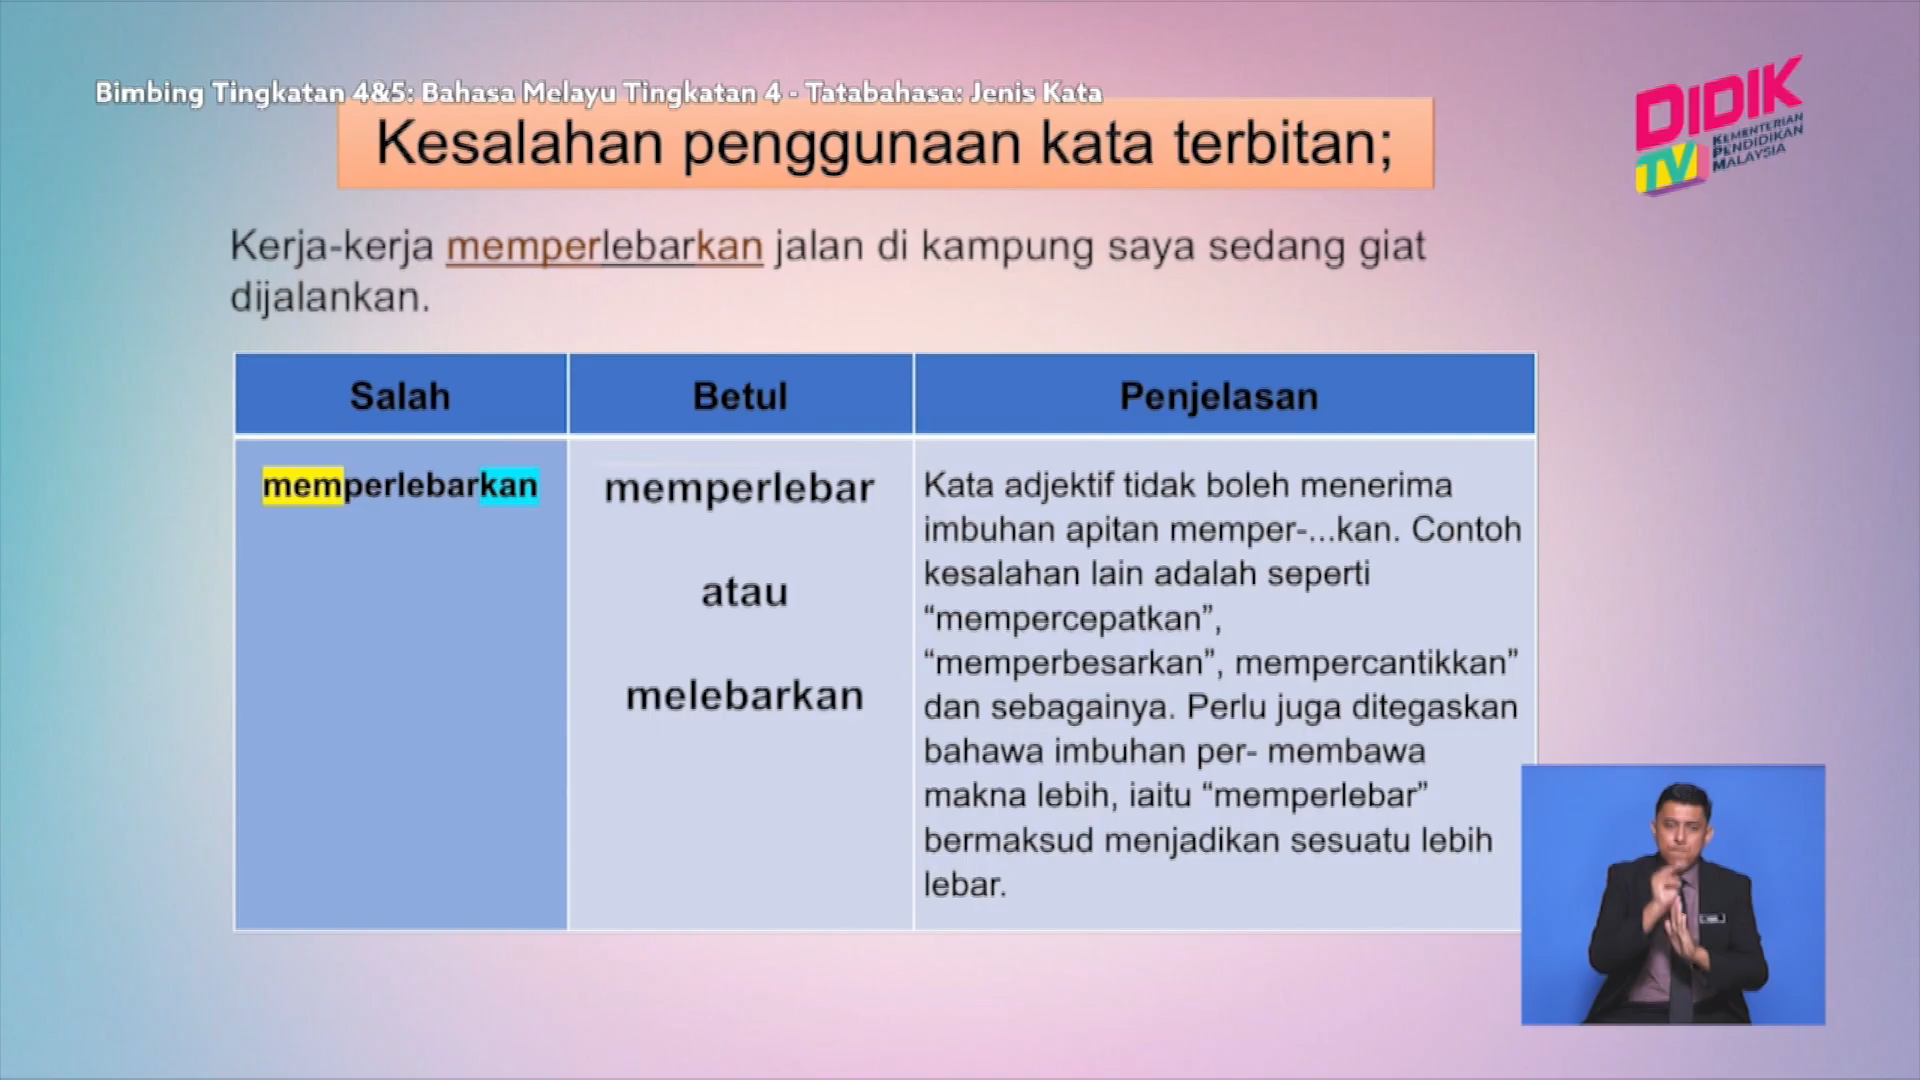 Bimbing Tingkatan 4&5: Bahasa Melayu Tingkatan 4 - Tatabahasa: Jenis Kata
DIDIK
TV
KEMENTERIAN
PENDIDIKAN
MALAYSIA
Kesalahan penggunaan kata terbitan;
Kerja-kerja memperlebarkan jalan di kampung saya sedang giat
dijalankan.
Salah
Betul
Penjelasan
memperlebarkan
memperlebar
atau
melebarkan
Kata adjektif tidak boleh menerima
imbuhan apitan memper-...kan. Contoh
kesalahan lain adalah seperti
“mempercepatkan”,
“memperbesarkan”, mempercantikkan”
dan sebagainya. Perlu juga ditegaskan
bahawa imbuhan per- membawa
makna lebih, iaitu “memperlebar”
bermaksud menjadikan sesuatu lebih
lebar.